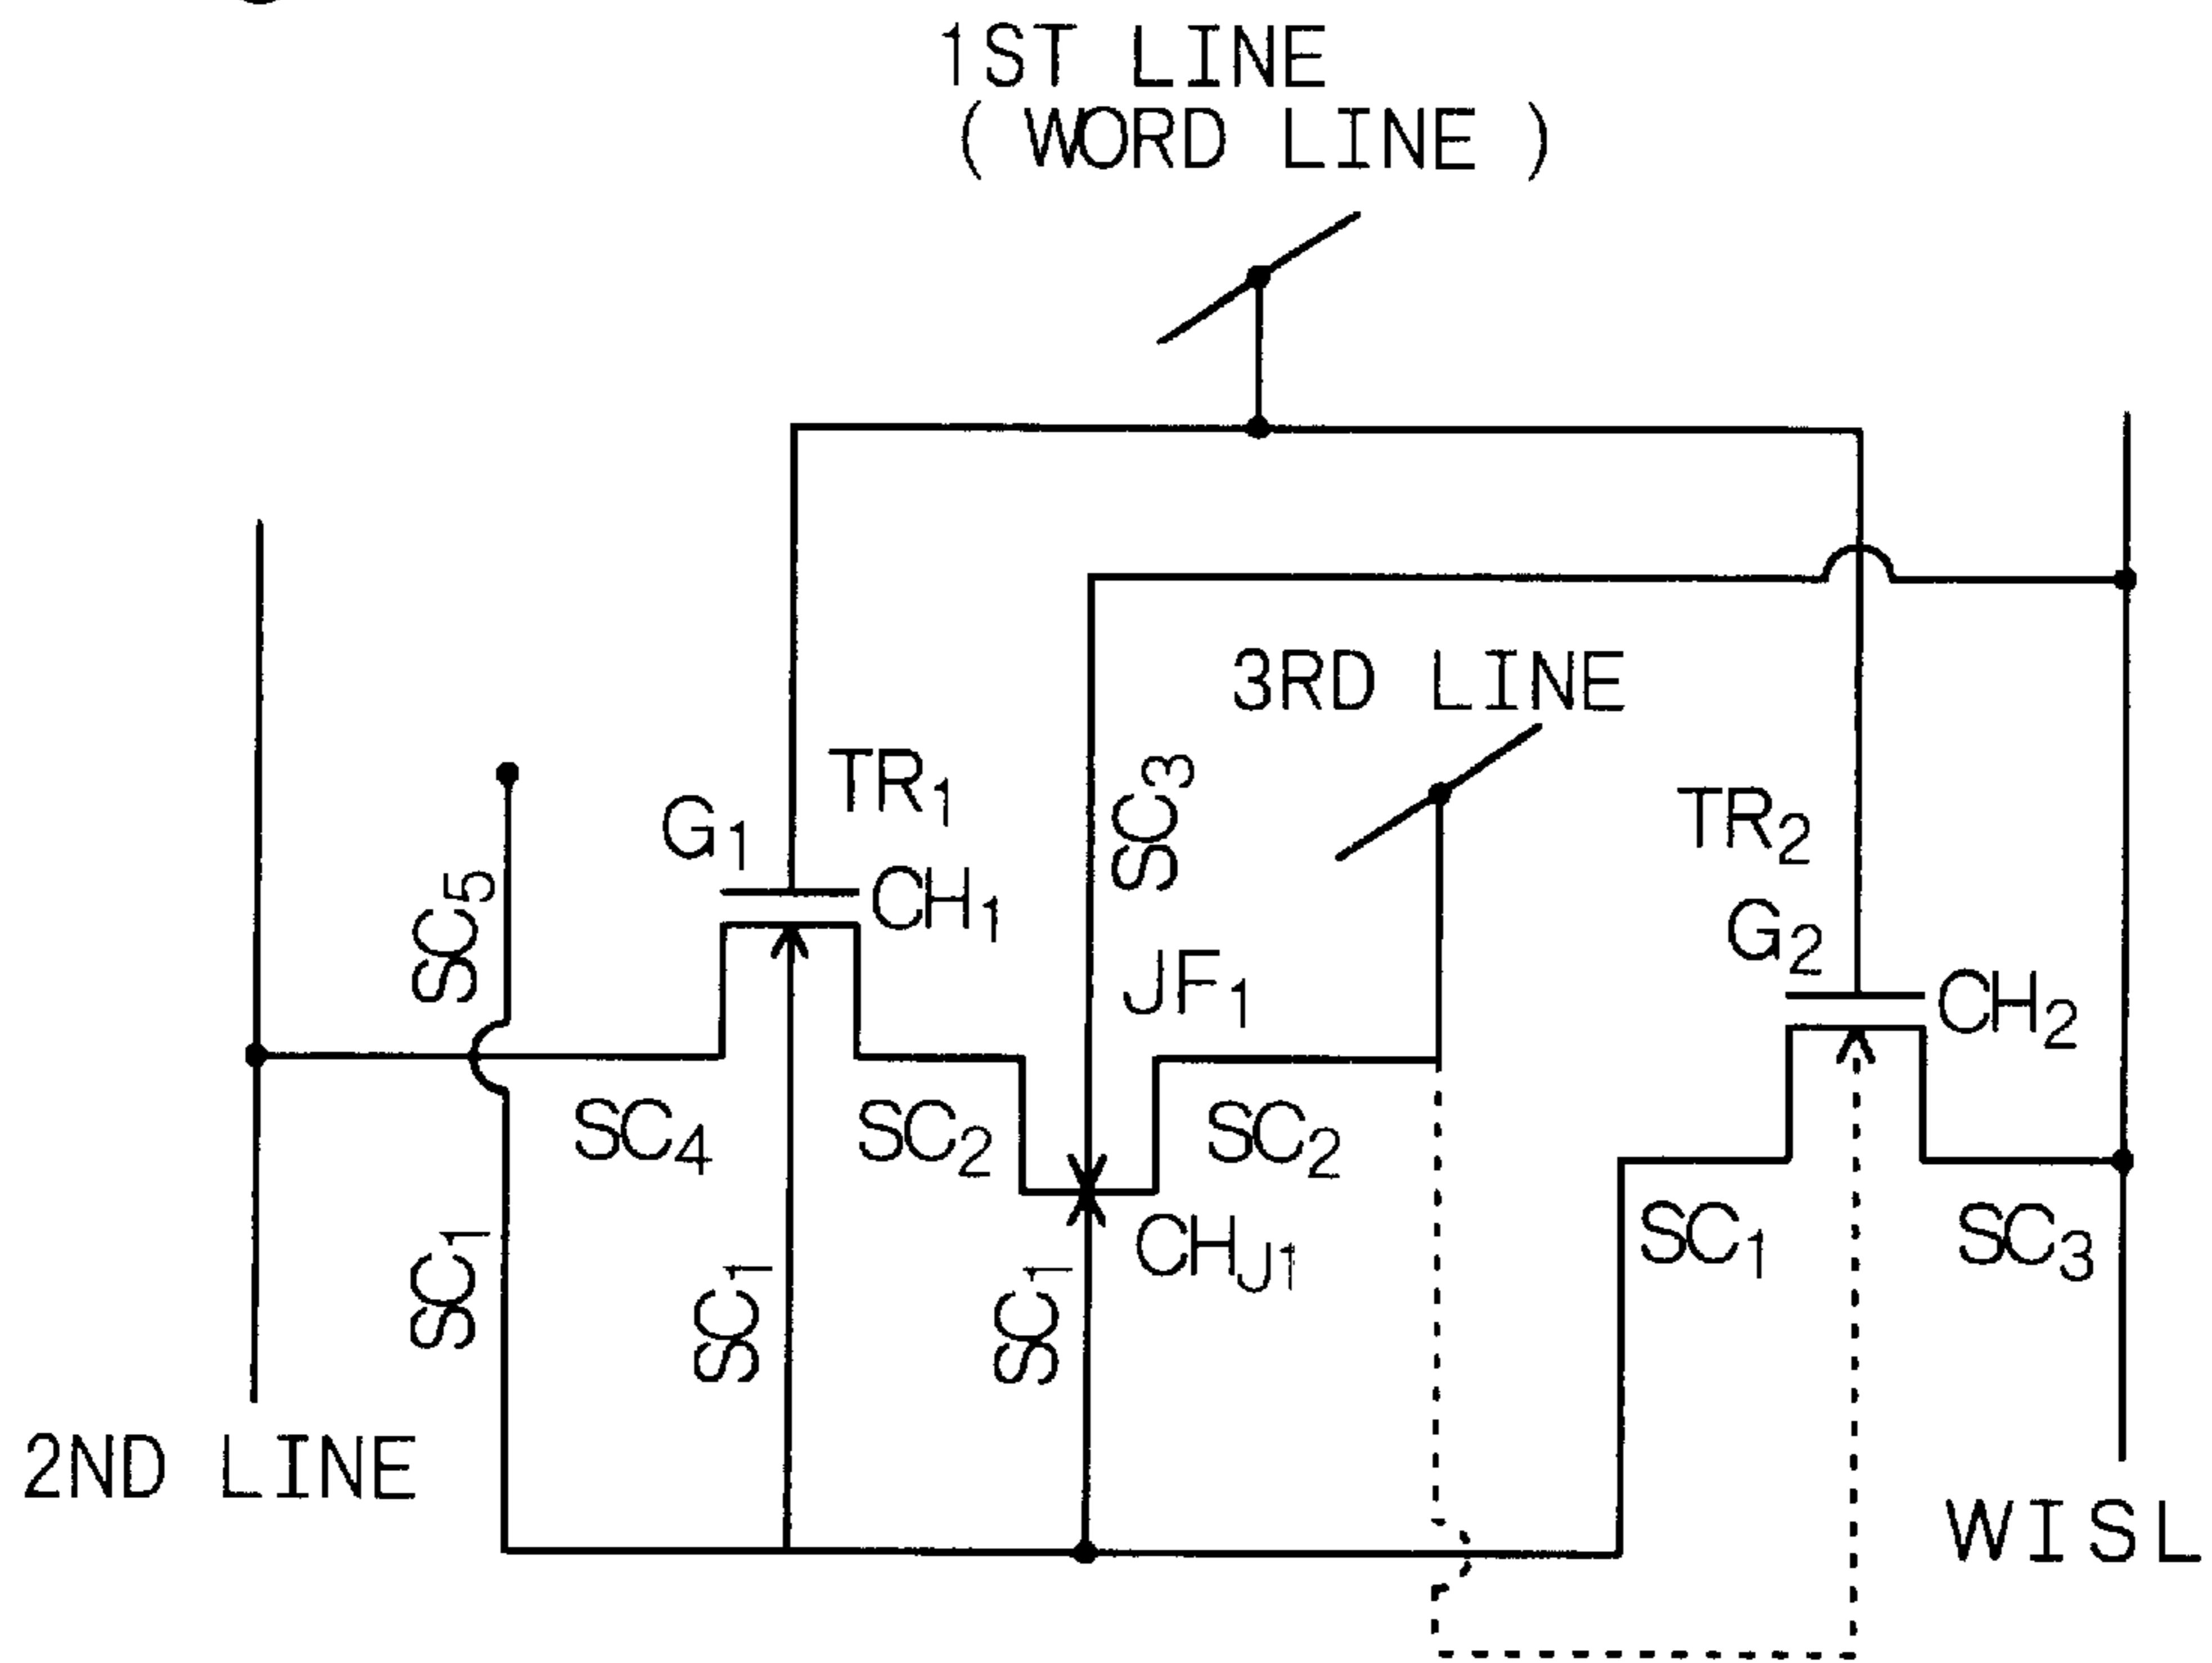 1ST LINE
( WORD LINE )
3RD LINE
SC3
TR1
TR2
G1
CH1
SC5
G2
JF1
CH2
SC4
SC2
SC2
SC1
SC1
SC1
CHJ1
SC1
SC3
2ND LINE
WISL